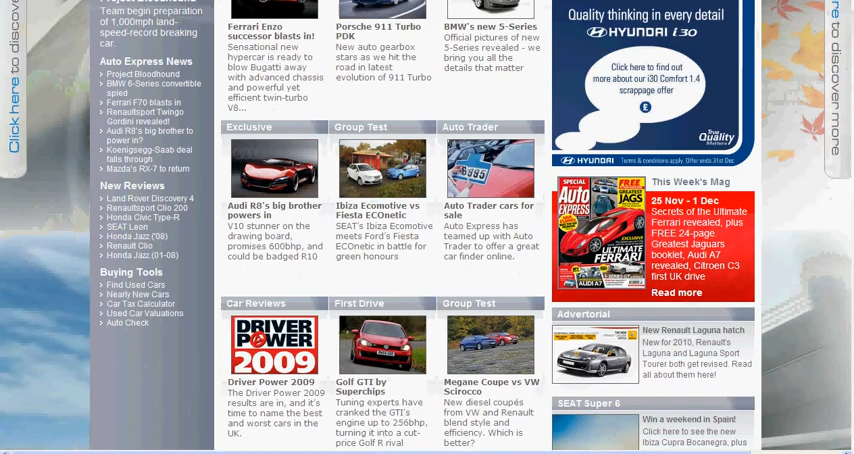 Click here to discover
Team begin preparation
of 1,000mph land-
speed-record breaking
car.
Auto Express News
Project Bloodhound
BMW 6-Series convertible
spied
Ferrari F70 blasts in
Renaultsport Twingo
Gordini revealed!
Audi R8's big brother to
power in?
Koenigsegg-Saab deal
falls through
Mazda's RX-7 to return
New Reviews
Land Rover Discovery 4
Renaultsport Clio 200
Honda Civic Type-R
SEAT Leon
Honda Jazz ('08)
Renault Clio
Honda Jazz (01-08)
Buying Tools
Find Used Cars
Nearly New Cars
Car Tax Calculator
Used Car Valuations
Auto Check
Ferrari Enzo
successor blasts in!
Sensational new
hypercar is ready to
blow Bugatti away
with advanced chassis
and powerful yet
efficient twin-turbo
V8...
Porsche 911 Turbo
PDK
New auto gearbox
stars as we hit the
road in latest
evolution of 911 Turbo
BMW's new 5-Series
Official pictures of new
5-Series revealed - we
bring you all the
details that matter
Exclusive
Audi R8's big brother
powers in
V10 stunner on the
drawing board,
promises 600bhp, and
could be badged R10
Group Test
Ibiza Ecomotive vs
Fiesta ECOnetic
SEAT's Ibiza Ecomotive
meets Ford's Fiesta
ECOnetic in battle for
green honours
Auto Trader
6995
Auto Trader cars for
sale
Auto Express has
teamed up with Auto
Trader to offer a great
car finder online.
Car Reviews
DRIVER
POWER
2009
Driver Power 2009
The Driver Power 2009
results are in, and it's
time to name the best
and worst cars in the
UK.
First Drive
Golf GTI by
Superchips
Tuning experts have
cranked the GTI's
engine up to 256bhp,
turning it into a cut-
price Golf R rival
Group Test
Megane Coupe vs VW
Scirocco
New diesel coupés
from VW and Renault
blend style and
efficiency. Which is
better?
Quality thinking in every detail
HYUNDAI i30
Click here to find out
more about our i30 Comfort 1.4
scrappage offer
£
True
Quality
Matters
HYUNDAI Terms & conditions apply Offer ends 31st Dec
This Week's Mag
SPECIAL
FREE
GREATEST
JAGS
Auto
EXPRESS
EXCLUSIVE
ULTIMATE
FERRARI
AUDI A7
25 Nov - 1 Dec
Secrets of the Ultimate
Ferrari revealed, plus
FREE 24-page
Greatest Jaguars
booklet, Audi A7
revealed, Citroen C3
first UK drive
Read more
Advertorial
New Renault Laguna hatch
New for 2010, Renault's
Laguna and Laguna Sport
Tourer both get revised. Read
all about them here!
SEAT Super 6
Win a weekend in Spain!
Click here to see the new
Ibiza Cupra Bocanegra, plus
here to discover more